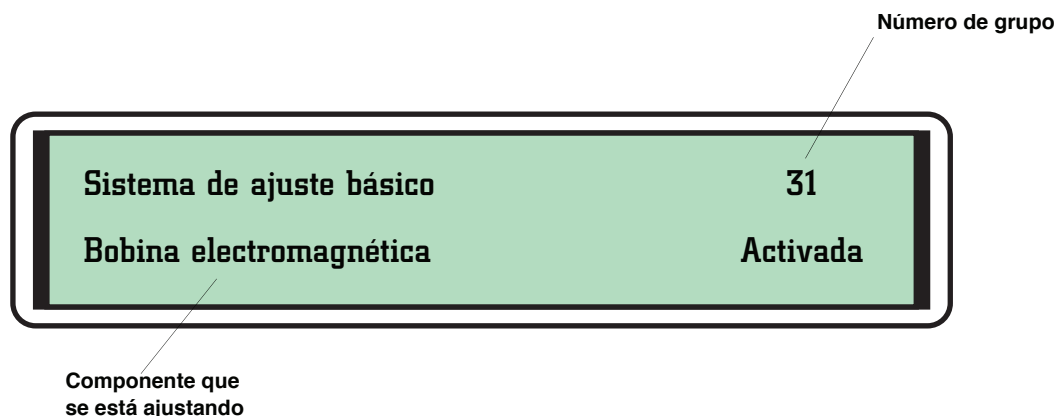 Número de grupo
Sistema de ajuste básico 31
Bobina electromagnética Activada
Componente que
se está ajustando